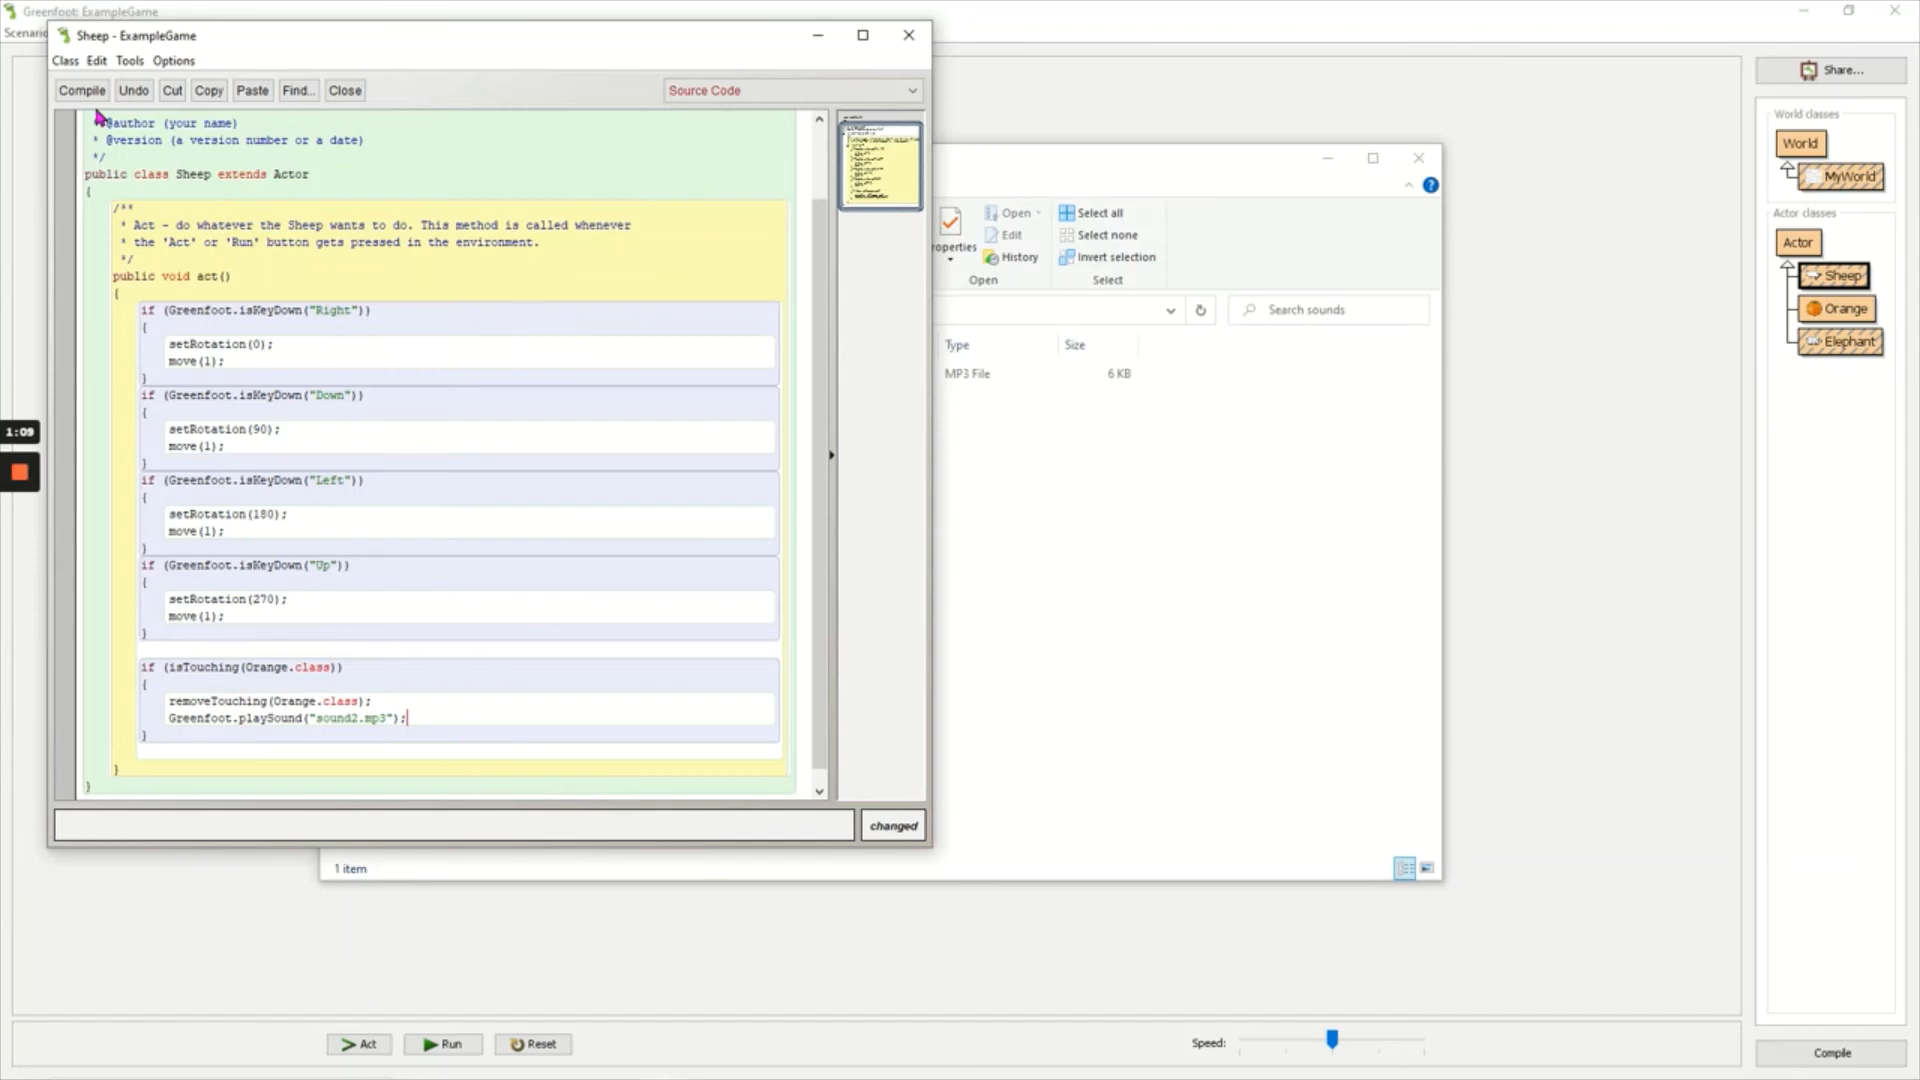 Greenfoot: ExampleGame
Scenari
Sheep - ExampleGame
Class Edit Tools Options
Compile Undo Cut Copy Paste Find... Close Source Code
@author (your name)
* @version (a version number or a date)
*/
public class Sheep extends Actor
{
/**
* Act - do whatever the Sheep wants to do. This method is called whenever
* the 'Act' or 'Run' button gets pressed in the environment.
*/
public void act()
{
if (Greenfoot.isKeyDown("Right"))
{
setRotation(0);
move(1);
}
if (Greenfoot.isKeyDown("Down"))
{
setRotation(90);
move(1);
}
if (Greenfoot.isKeyDown("Left"))
{
setRotation(180);
move(1);
}
if (Greenfoot.isKeyDown("Up"))
{
setRotation(270);
move(1);
}
if (isTouching(Orange.class))
{
removeTouching(Orange.class);
Greenfoot.playSound("sound2.mp3");
}
}
}
changed
1:09
operties
Open
Edit
History
Open
Select all
Select none
Invert selection
Select
Search sounds
Type Size
MP3 File 6 KB
1 item
Share...
World classes
World
MyWorld
Actor classes
Actor
Sheep
Orange
Elephant
Act Run Reset Speed:
Compile